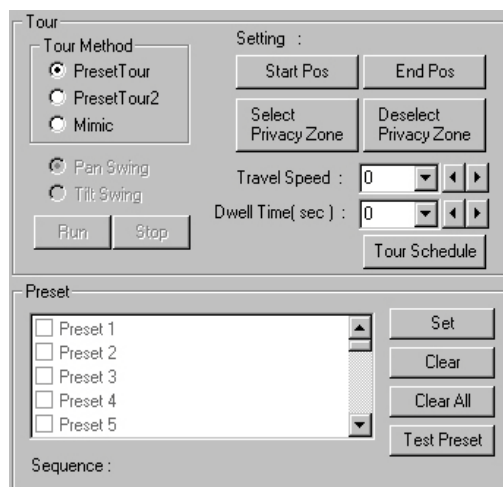 Tour
Tour Method
PresetTour
PresetTour2
Mimic
Pan Swing
Tilt Swing
Run Stop
Setting :
Start Pos End Pos
Select Privacy Zone
Deselect Privacy Zone
Travel Speed : 0
Dwell Time( sec ) : 0
Tour Schedule
Preset
Preset 1
Preset 2
Preset 3
Preset 4
Preset 5
Set
Clear
Clear All
Test Preset
Sequence :